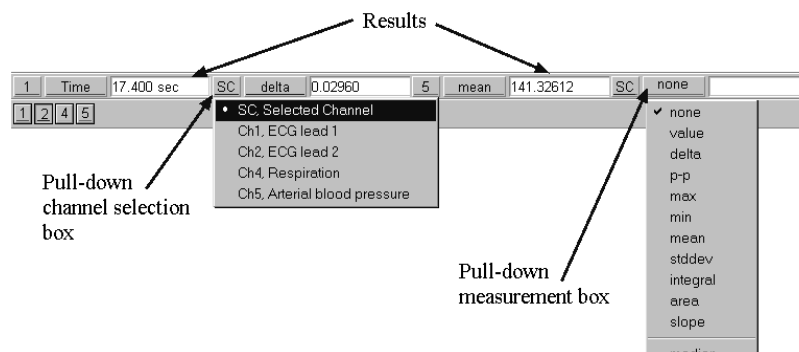 Results
1 Time 17.400 sec SC delta 0.02960 5 mean 141.32612 SC none
1 2 4 5
• SC, Selected Channel
Ch1, ECG lead 1
Ch2, ECG lead 2
Ch4, Respiration
Ch5, Arterial blood pressure
Pull-down
channel selection
box
✓ none
value
delta
p-p
max
min
mean
stddev
integral
area
slope
Pull-down
measurement box